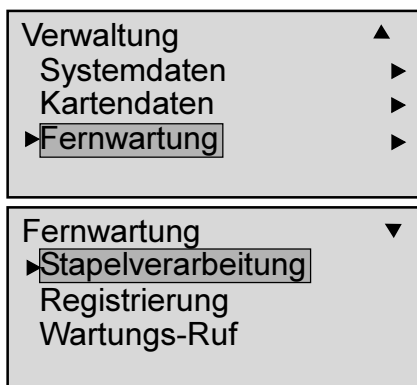 Verwaltung
Systemdaten
Kartendaten
Fernwartung
Fernwartung
Stapelverarbeitung
Registrierung
Wartungs-Ruf